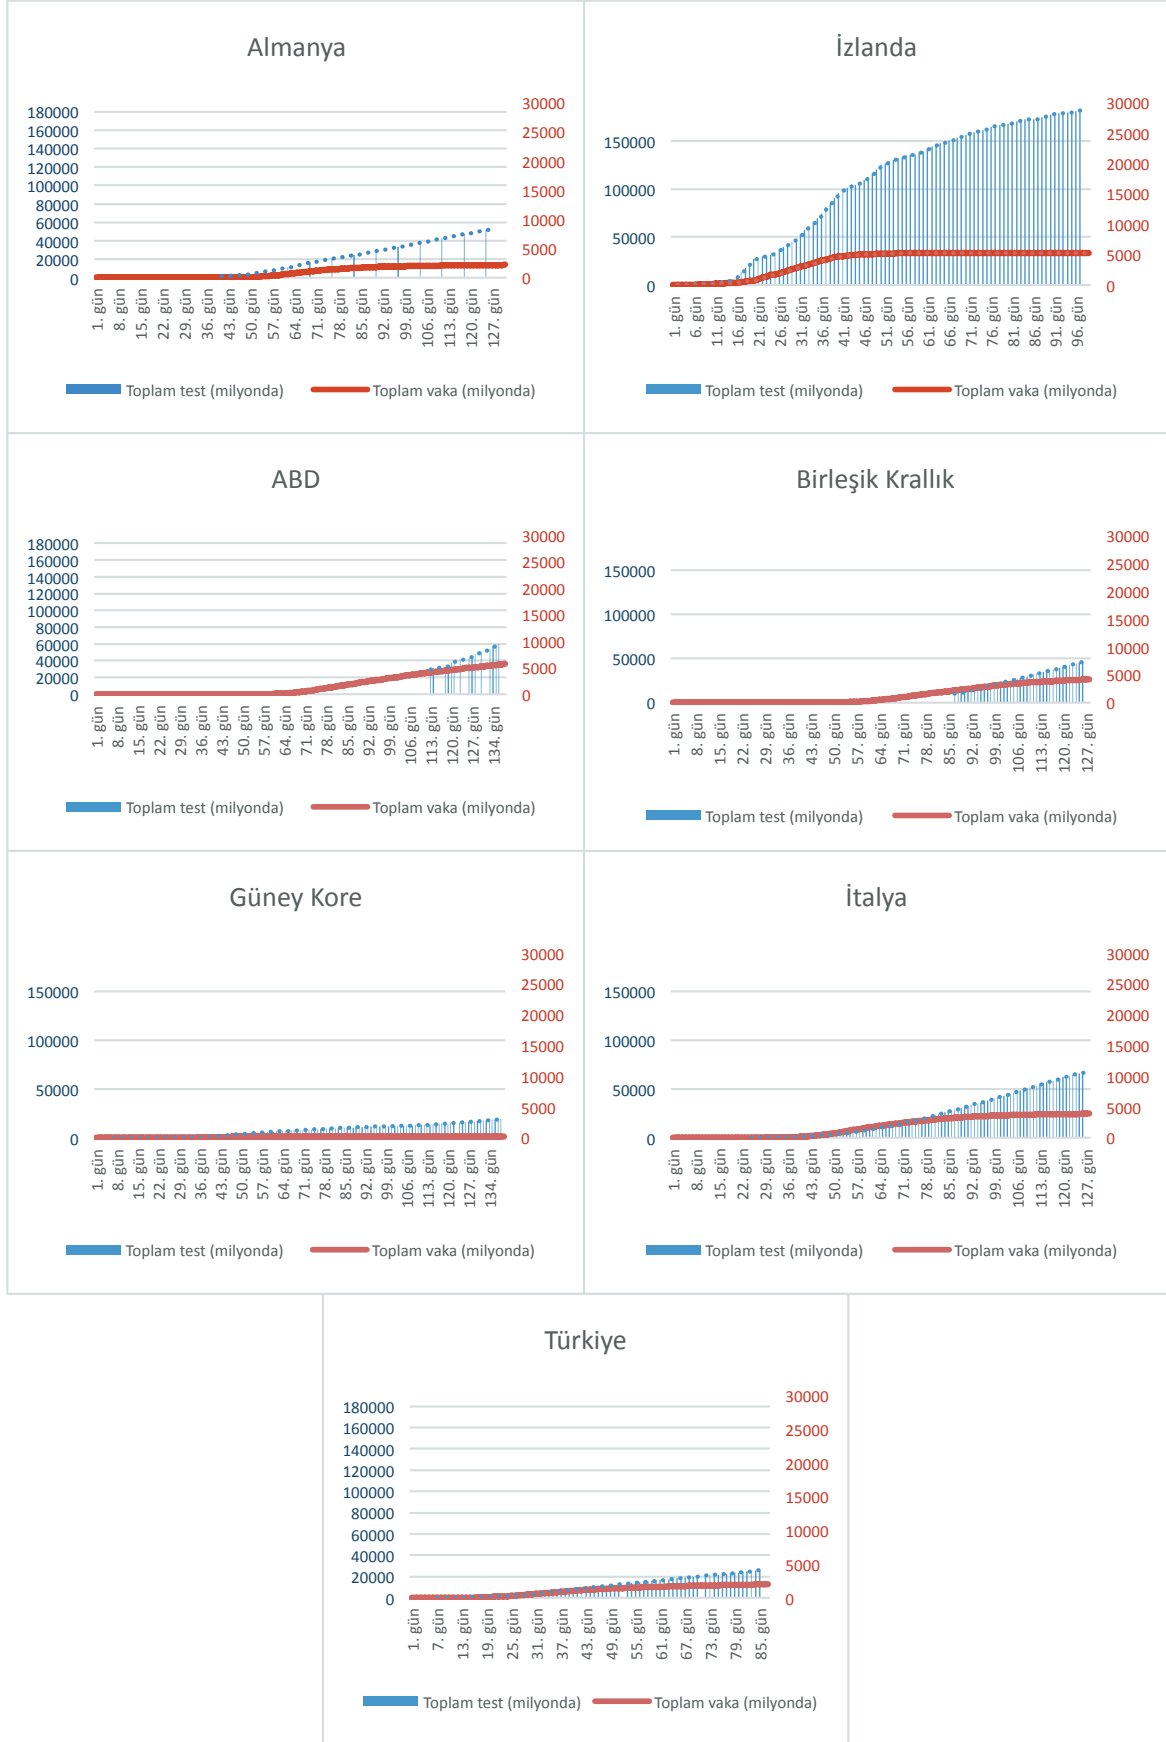 Almanya
180000
160000
140000
120000
100000
80000
60000
40000
20000
0
30000
25000
20000
15000
10000
5000
0
1. gün
8. gün
15. gün
22. gün
29. gün
36. gün
43. gün
50. gün
57. gün
64. gün
71. gün
78. gün
85. gün
92. gün
99. gün
106. gün
113. gün
120. gün
127. gün
Toplam test (milyonda)
Toplam vaka (milyonda)
İzlanda
150000
100000
50000
0
30000
25000
20000
15000
10000
5000
0
1. gün
6. gün
11. gün
16. gün
21. gün
26. gün
31. gün
36. gün
41. gün
46. gün
51. gün
56. gün
61. gün
66. gün
71. gün
76. gün
81. gün
86. gün
91. gün
96. gün
Toplam test (milyonda)
Toplam vaka (milyonda)
ABD
180000
160000
140000
120000
100000
80000
60000
40000
20000
0
30000
25000
20000
15000
10000
5000
0
1. gün
8. gün
15. gün
22. gün
29. gün
36. gün
43. gün
50. gün
57. gün
64. gün
71. gün
78. gün
85. gün
92. gün
99. gün
106. gün
113. gün
120. gün
127. gün
134. gün
Toplam test (milyonda)
Toplam vaka (milyonda)
Birleşik Krallık
150000
100000
50000
0
30000
25000
20000
15000
10000
5000
0
1. gün
8. gün
15. gün
22. gün
29. gün
36. gün
43. gün
50. gün
57. gün
64. gün
71. gün
78. gün
85. gün
92. gün
99. gün
106. gün
113. gün
120. gün
127. gün
Toplam test (milyonda)
Toplam vaka (milyonda)
Güney Kore
150000
100000
50000
0
30000
25000
20000
15000
10000
5000
0
1. gün
8. gün
15. gün
22. gün
29. gün
36. gün
43. gün
50. gün
57. gün
64. gün
71. gün
78. gün
85. gün
92. gün
99. gün
106. gün
113. gün
120. gün
127. gün
134. gün
Toplam test (milyonda)
Toplam vaka (milyonda)
İtalya
150000
100000
50000
0
30000
25000
20000
15000
10000
5000
0
1. gün
8. gün
15. gün
22. gün
29. gün
36. gün
43. gün
50. gün
57. gün
64. gün
71. gün
78. gün
85. gün
92. gün
99. gün
106. gün
113. gün
120. gün
127. gün
Toplam test (milyonda)
Toplam vaka (milyonda)
Türkiye
180000
160000
140000
120000
100000
80000
60000
40000
20000
0
30000
25000
20000
15000
10000
5000
0
1. gün
7. gün
13. gün
19. gün
25. gün
31. gün
37. gün
43. gün
49. gün
55. gün
61. gün
67. gün
73. gün
79. gün
85. gün
Toplam test (milyonda)
Toplam vaka (milyonda)